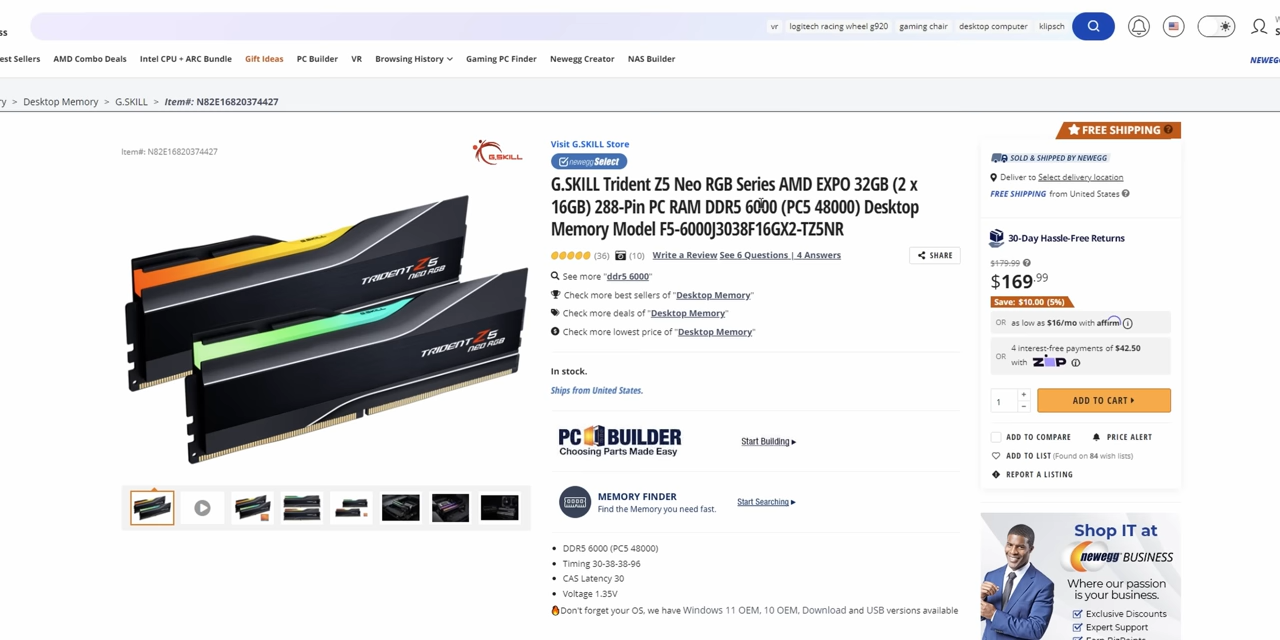 ss
vr logitech racing wheel g920 gaming chair desktop computer klipsch
est Sellers AMD Combo Deals Intel CPU + ARC Bundle Gift Ideas PC Builder VR Browsing History Gaming PC Finder Newegg Creator NAS Builder
NEWEGG
ry > Desktop Memory > G.SKILL > Item#: N82E16820374427
FREE SHIPPING
Item#: N82E16820374427
G.SKILL
TRIDENT Z5
NEO RGB
TRIDENT Z5
NEO RGB
Visit G.SKILL Store
newegg Select
G.SKILL Trident Z5 Neo RGB Series AMD EXPO 32GB (2 x
16GB) 288-Pin PC RAM DDR5 6000 (PC5 48000) Desktop
Memory Model F5-6000J3038F16GX2-TZ5NR
(36) (10) Write a Review See 6 Questions | 4 Answers
SHARE
See more "ddr5 6000"
Check more best sellers of "Desktop Memory"
Check more deals of "Desktop Memory"
Check more lowest price of "Desktop Memory"
In stock.
Ships from United States.
PC BUILDER
Choosing Parts Made Easy
Start Building
MEMORY FINDER
Find the Memory you need fast.
Start Searching
• DDR5 6000 (PC5 48000)
• Timing 30-38-38-96
• CAS Latency 30
• Voltage 1.35V
Don't forget your OS, we have Windows 11 OEM, 10 OEM, Download and USB versions available
SOLD & SHIPPED BY NEWEGG
Deliver to Select delivery location
FREE SHIPPING from United States
30-Day Hassle-Free Returns
$179.99
$169.99
Save: $10.00 (5%)
OR as low as $16/mo with affirm
OR 4 interest-free payments of $42.50
with ZIP
1 + - ADD TO CART
ADD TO COMPARE PRICE ALERT
ADD TO LIST (Found on 84 wish lists)
REPORT A LISTING
Shop IT at
newegg BUSINESS
Where our passion
is your business.
Exclusive Discounts
Expert Support